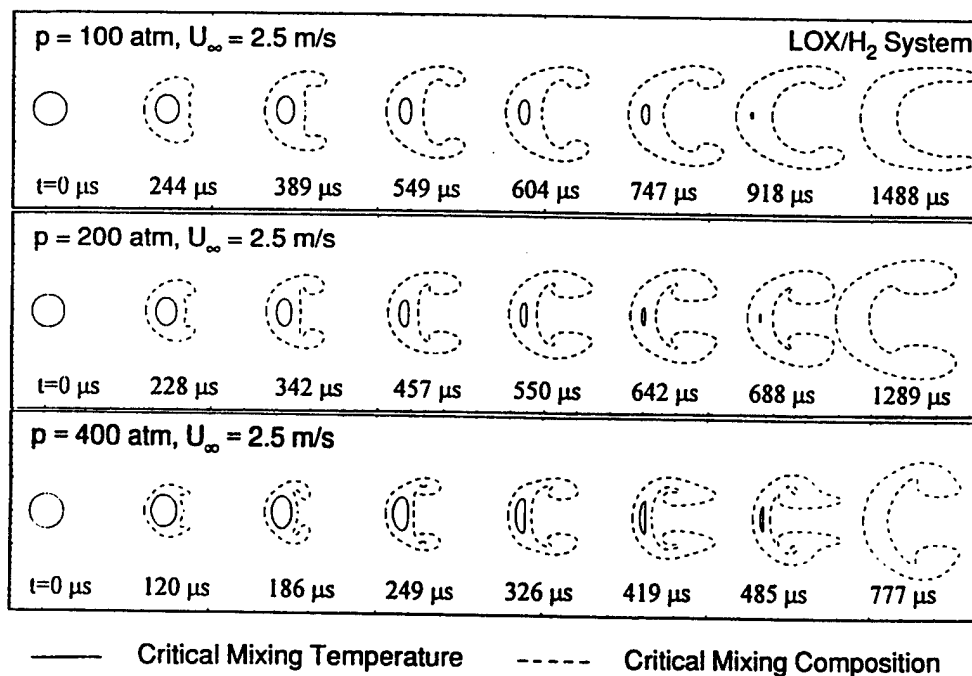 p = 100 atm, U∞ = 2.5 m/s LOX/H₂ System
t=0 μs 244 μs 389 μs 549 μs 604 μs 747 μs 918 μs 1488 μs
p = 200 atm, U∞ = 2.5 m/s
t=0 μs 228 μs 342 μs 457 μs 550 μs 642 μs 688 μs 1289 μs
p = 400 atm, U∞ = 2.5 m/s
t=0 μs 120 μs 186 μs 249 μs 326 μs 419 μs 485 μs 777 μs
Critical Mixing Temperature Critical Mixing Composition